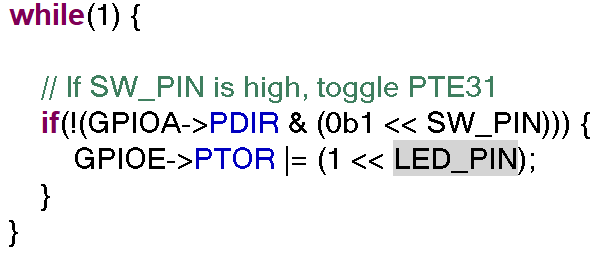 while(1) {
// If SW_PIN is high, toggle PTE31
if(!(GPIOA->PDIR & (0b1 << SW_PIN))) {
GPIOE->PTOR |= (1 << LED_PIN);
}
}